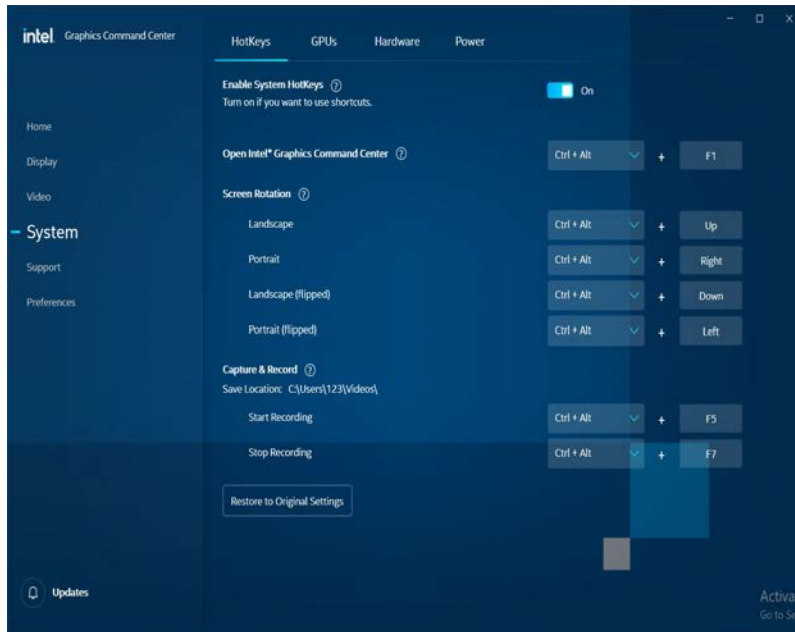 intel. Graphics Command Center
HotKeys GPUs Hardware Power
Enable System HotKeys ?
Turn on if you want to use shortcuts.
On
Home
Display
Video
System
Support
Preferences
Open Intel® Graphics Command Center ?
Ctrl + Alt + F1
Screen Rotation ?
Landscape Ctrl + Alt + Up
Portrait Ctrl + Alt + Right
Landscape (flipped) Ctrl + Alt + Down
Portrait (flipped) Ctrl + Alt + Left
Capture & Record ?
Save Location: C:\Users\123\Videos\
Start Recording Ctrl + Alt + F5
Stop Recording Ctrl + Alt + F7
Restore to Original Settings
Updates
Activa
Go to Se